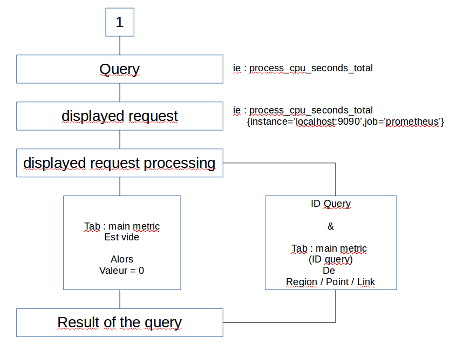 1
Query
ie : process_cpu_seconds_total
displayed request
ie : process_cpu_seconds_total
{instance='localhost:9090',job='prometheus'}
displayed request processing
Tab : main metric
Est vide
Alors
Valeur = 0
ID Query
&
Tab : main metric
(ID query)
De
Region / Point / Link
Result of the query